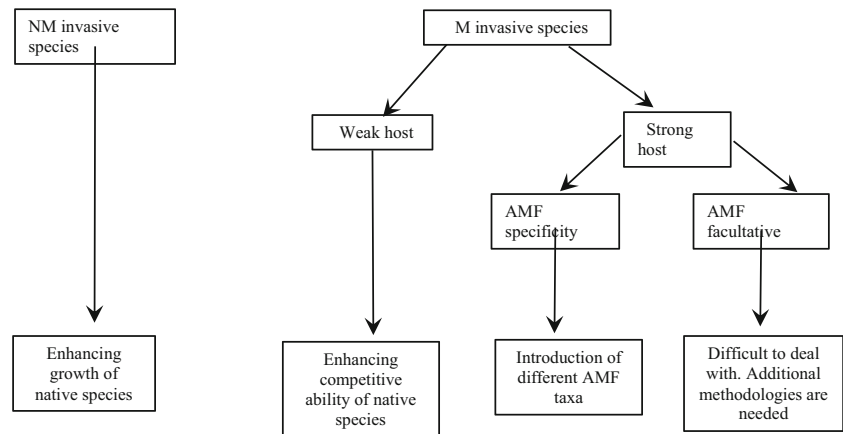 NM invasive
species
M invasive species
Weak host
Strong
host
AMF
specificity
AMF
facultative
Enhancing
growth of
native species
Enhancing
competitive
ability of native
species
Introduction of
different AMF
taxa
Difficult to deal
with. Additional
methodologies are
needed